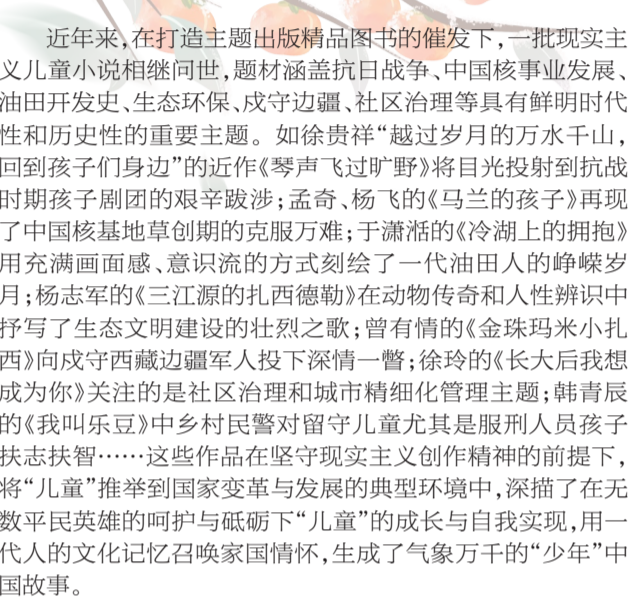 近年来,在打造主题出版精品图书的催发下,一批现实主
义儿童小说相继问世,题材涵盖抗日战争、中国核事业发展、
油田开发史、生态环保、戍守边疆、社区治理等具有鲜明时代
性和历史性的重要主题。如徐贵祥“越过岁月的万水千山,
回到孩子们身边”的近作《琴声飞过旷野》将目光投射到抗战
时期孩子剧团的艰辛跋涉;孟奇、杨飞的《马兰的孩子》再现
了中国核基地草创期的克服万难;于潇湉的《冷湖上的拥抱》
用充满画面感、意识流的方式刻绘了一代油田人的峥嵘岁
月;杨志军的《三江源的扎西德勒》在动物传奇和人性辨识中
抒写了生态文明建设的壮烈之歌;曾有情的《金珠玛米小扎
西》向戍守西藏边疆军人投下深情一瞥;徐玲的《长大后我想
成为你》关注的是社区治理和城市精细化管理主题;韩青辰
的《我叫乐豆》中乡村民警对留守儿童尤其是服刑人员孩子
扶志扶智……这些作品在坚守现实主义创作精神的前提下,
将“儿童”推举到国家变革与发展的典型环境中,深描了在无
数平民英雄的呵护与砥砺下“儿童”的成长与自我实现,用一
代人的文化记忆召唤家国情怀,生成了气象万千的“少年”中
国故事。